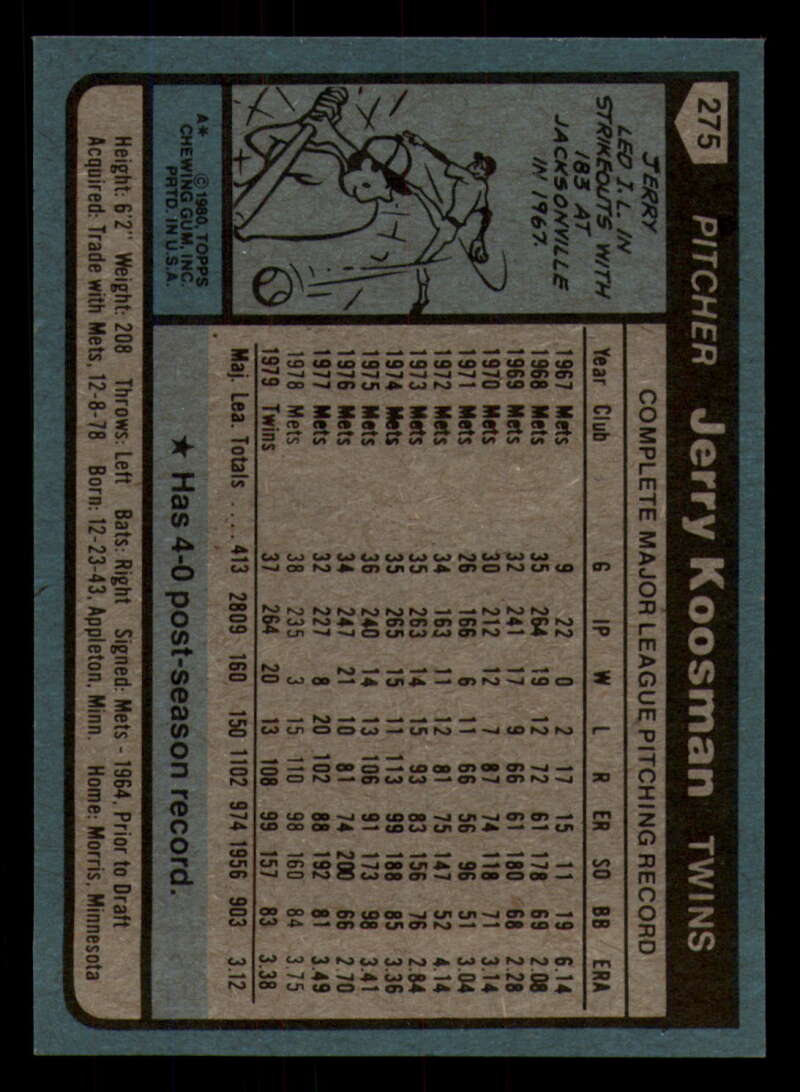 275 PITCHER Jerry Koosman TWINS
JERRY
LED I.L. IN
STRIKEOUTS WITH
183 AT
JACKSONVILLE
IN 1967.
COMPLETE MAJOR LEAGUE PITCHING RECORD
Year Club G IP W L R ER SO BB ERA
1967 Mets 9 22 0 2 17 15 11 19 6.14
1968 Mets 35 264 19 12 72 61 178 69 2.08
1969 Mets 32 241 17 9 66 61 180 68 2.28
1970 Mets 30 212 12 7 87 74 118 71 3.14
1971 Mets 26 166 6 11 66 56 96 51 3.04
1972 Mets 34 163 11 12 81 75 147 52 4.14
1973 Mets 35 263 14 15 93 83 156 76 2.84
1974 Mets 35 265 15 11 113 99 188 85 3.36
1975 Mets 36 240 14 13 106 91 173 98 3.41
1976 Mets 34 247 21 10 81 74 200 66 2.70
1977 Mets 32 227 8 20 102 88 192 81 3.49
1978 Mets 38 235 3 15 110 98 160 84 3.75
1979 Twins 37 264 20 13 108 99 157 83 3.38
Maj. Lea. Totals .... 413 2809 160 150 1102 974 1956 903 3.12
★ Has 4-0 post-season record.
A* © 1980, TOPPS
CHEWING GUM, INC.
PRTD. IN U.S.A.
Height: 6'2" Weight: 208 Throws: Left Bats: Right Signed: Mets - 1964, Prior to Draft
Acquired: Trade with Mets, 12-8-78 Born: 12-23-43, Appleton, Minn. Home: Morris, Minnesota